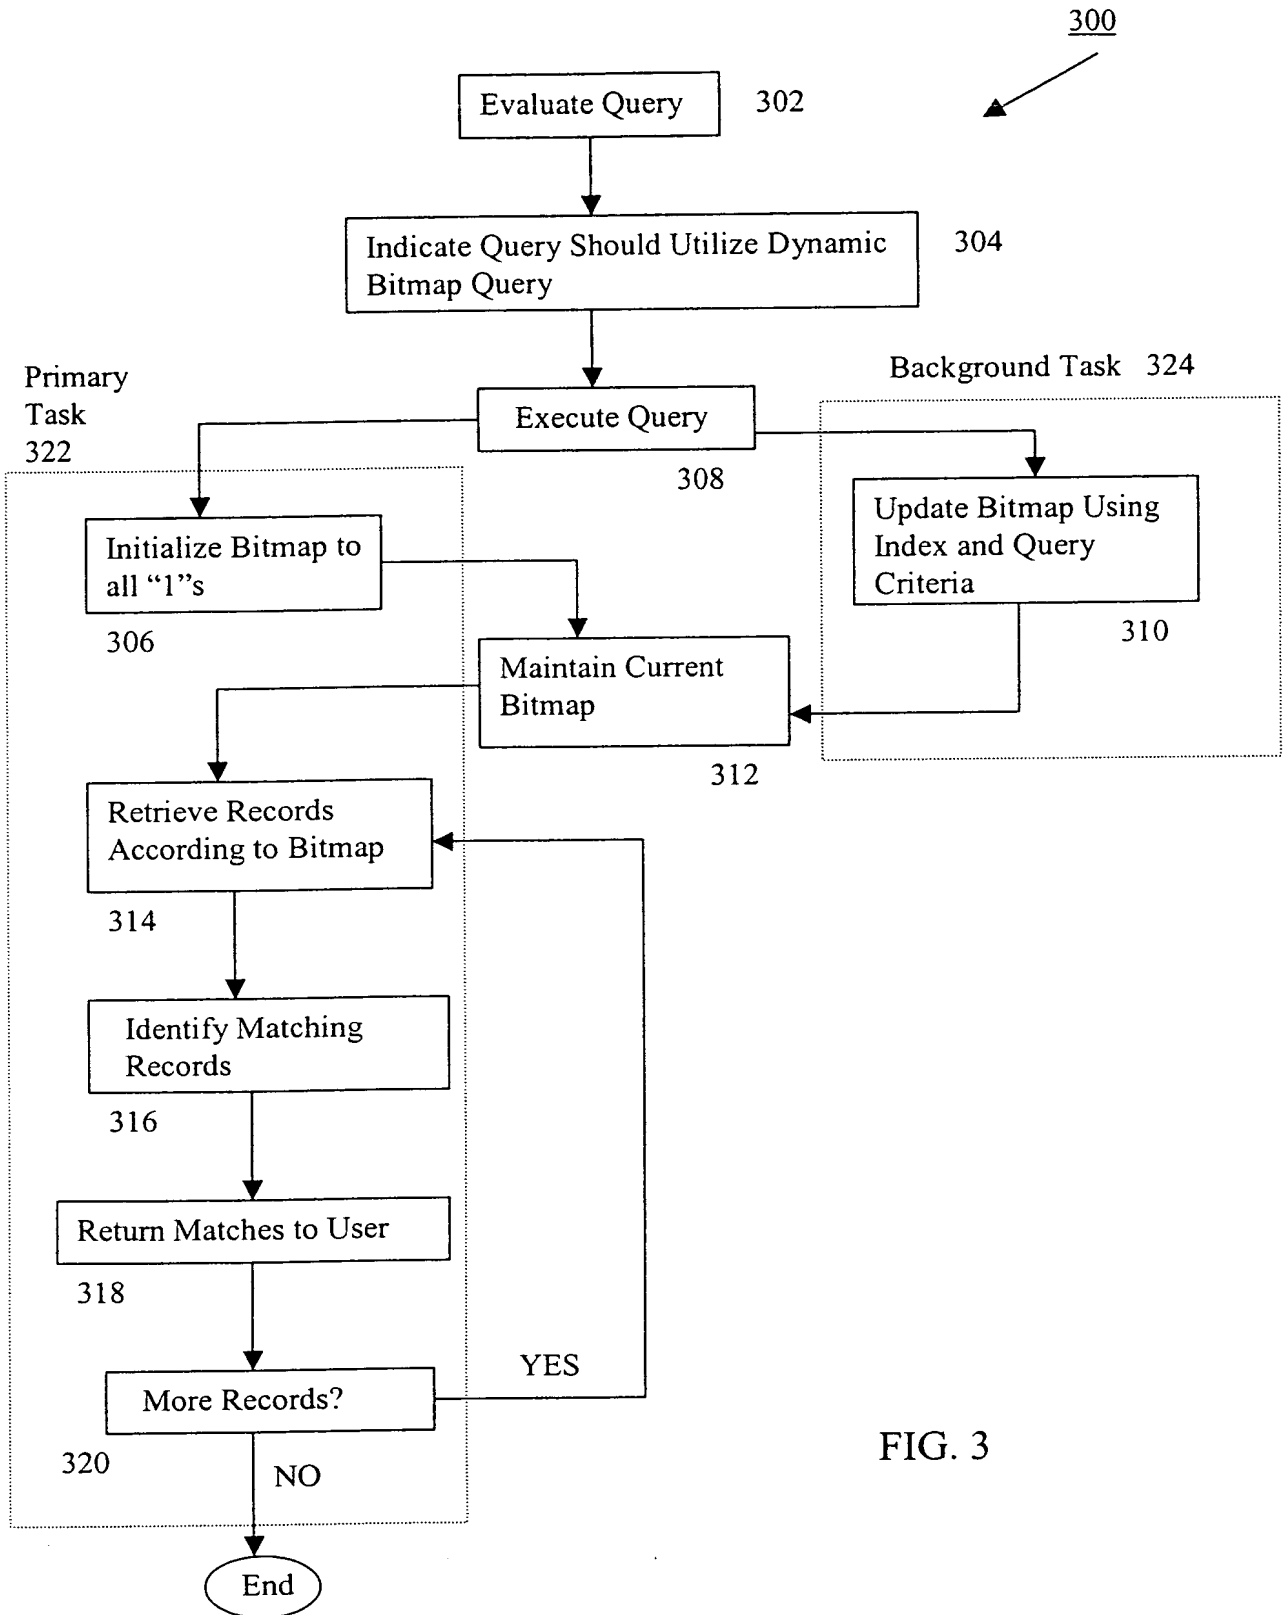 300
Evaluate Query
302
Indicate Query Should Utilize Dynamic
Bitmap Query
304
Primary
Task
322
Background Task 324
Execute Query
308
Initialize Bitmap to
all “1”s
306
Update Bitmap Using
Index and Query
Criteria
310
Maintain Current
Bitmap
312
Retrieve Records
According to Bitmap
314
Identify Matching
Records
316
Return Matches to User
318
More Records?
YES
320
NO
End
FIG. 3